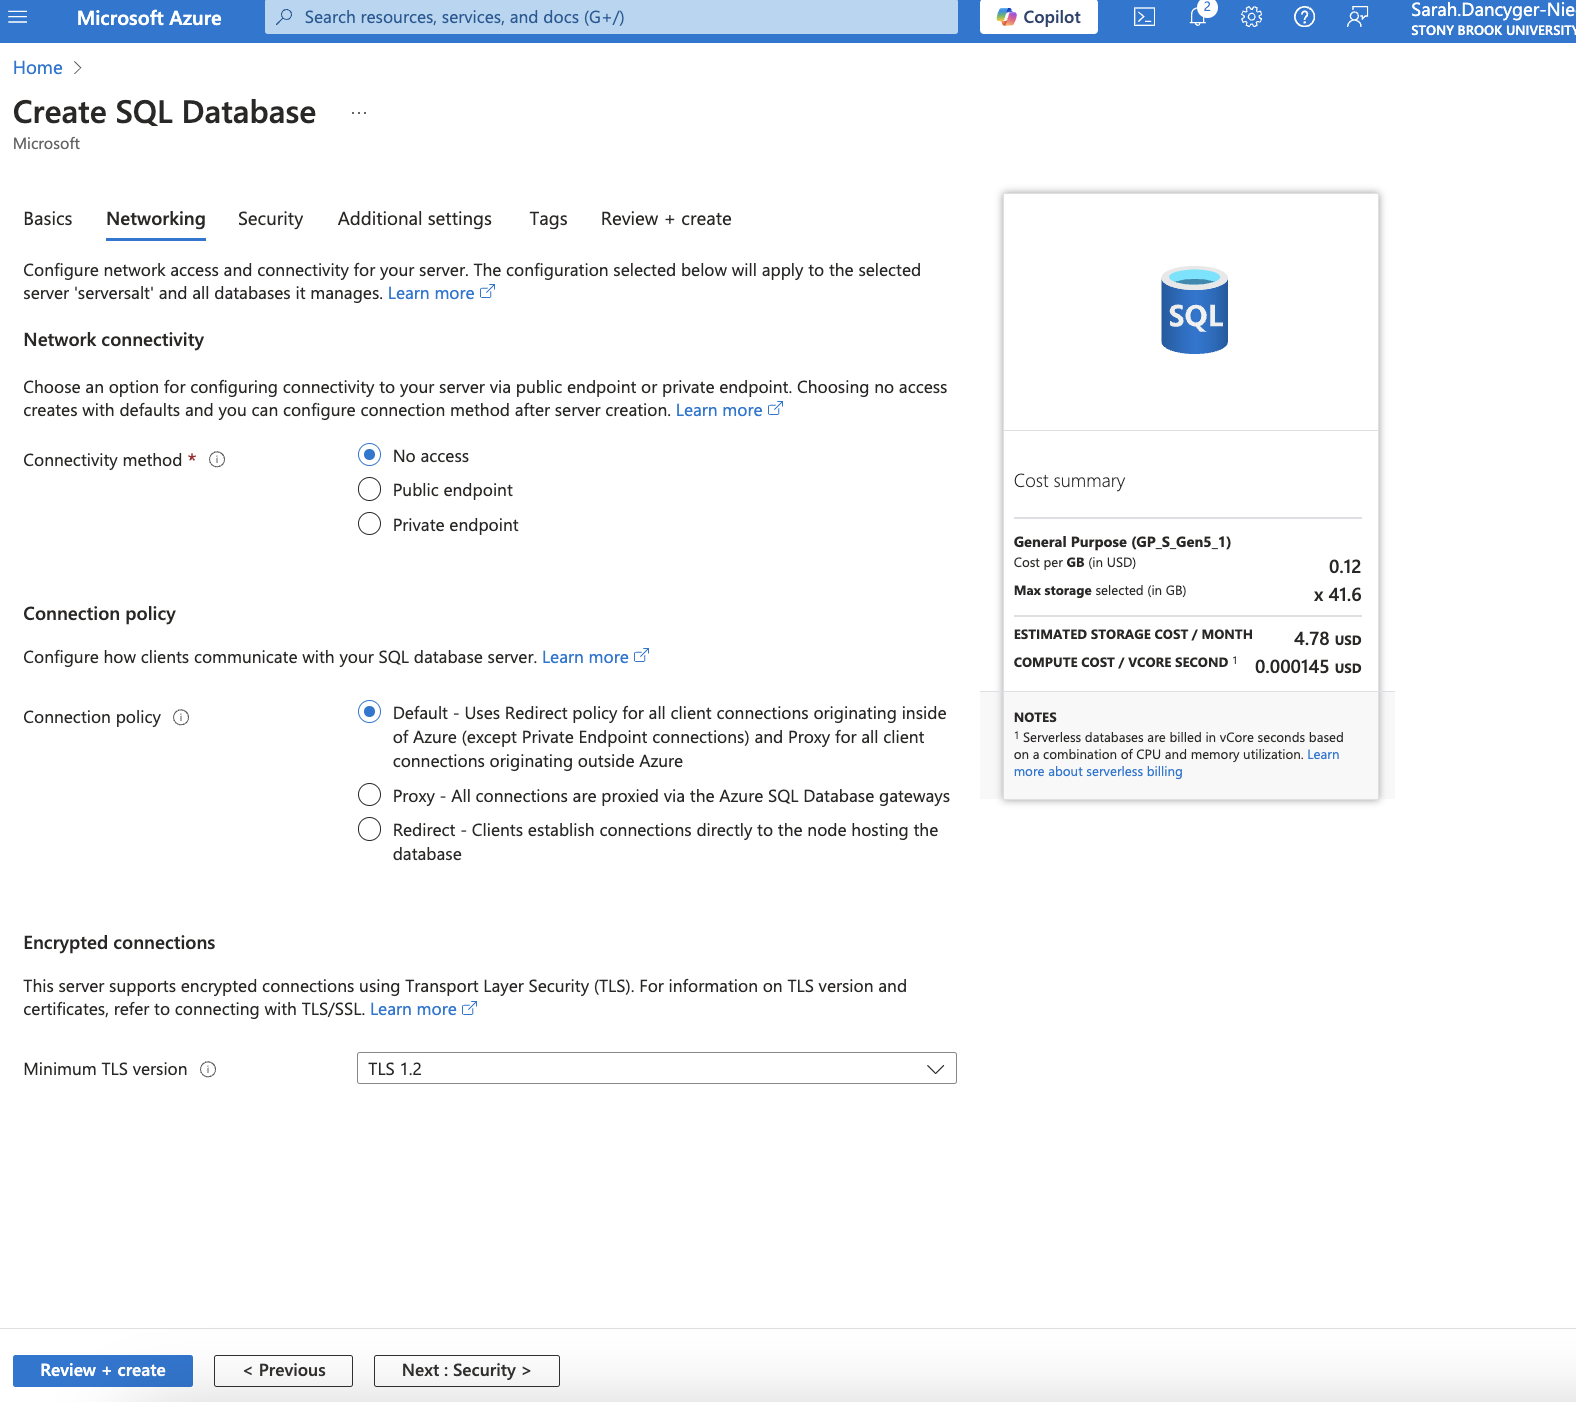 Microsoft Azure
Search resources, services, and docs (G+/)
Copilot
2
Sarah.Dancyger-Nie
STONY BROOK UNIVERSITY
Home >
Create SQL Database ...
Microsoft
Basics Networking Security Additional settings Tags Review + create
Configure network access and connectivity for your server. The configuration selected below will apply to the selected
server 'serversalt' and all databases it manages. Learn more
Network connectivity
Choose an option for configuring connectivity to your server via public endpoint or private endpoint. Choosing no access
creates with defaults and you can configure connection method after server creation. Learn more
Connectivity method *
No access
Public endpoint
Private endpoint
Connection policy
Configure how clients communicate with your SQL database server. Learn more
Connection policy
Default - Uses Redirect policy for all client connections originating inside
of Azure (except Private Endpoint connections) and Proxy for all client
connections originating outside Azure
Proxy - All connections are proxied via the Azure SQL Database gateways
Redirect - Clients establish connections directly to the node hosting the
database
Encrypted connections
This server supports encrypted connections using Transport Layer Security (TLS). For information on TLS version and
certificates, refer to connecting with TLS/SSL. Learn more
Minimum TLS version
TLS 1.2
SQL
Cost summary
General Purpose (GP_S_Gen5_1)
Cost per GB (in USD) 0.12
Max storage selected (in GB) x 41.6
ESTIMATED STORAGE COST / MONTH 4.78 USD
COMPUTE COST / VCORE SECOND 1 0.000145 USD
NOTES
1 Serverless databases are billed in vCore seconds based
on a combination of CPU and memory utilization. Learn
more about serverless billing
Review + create
< Previous
Next : Security >